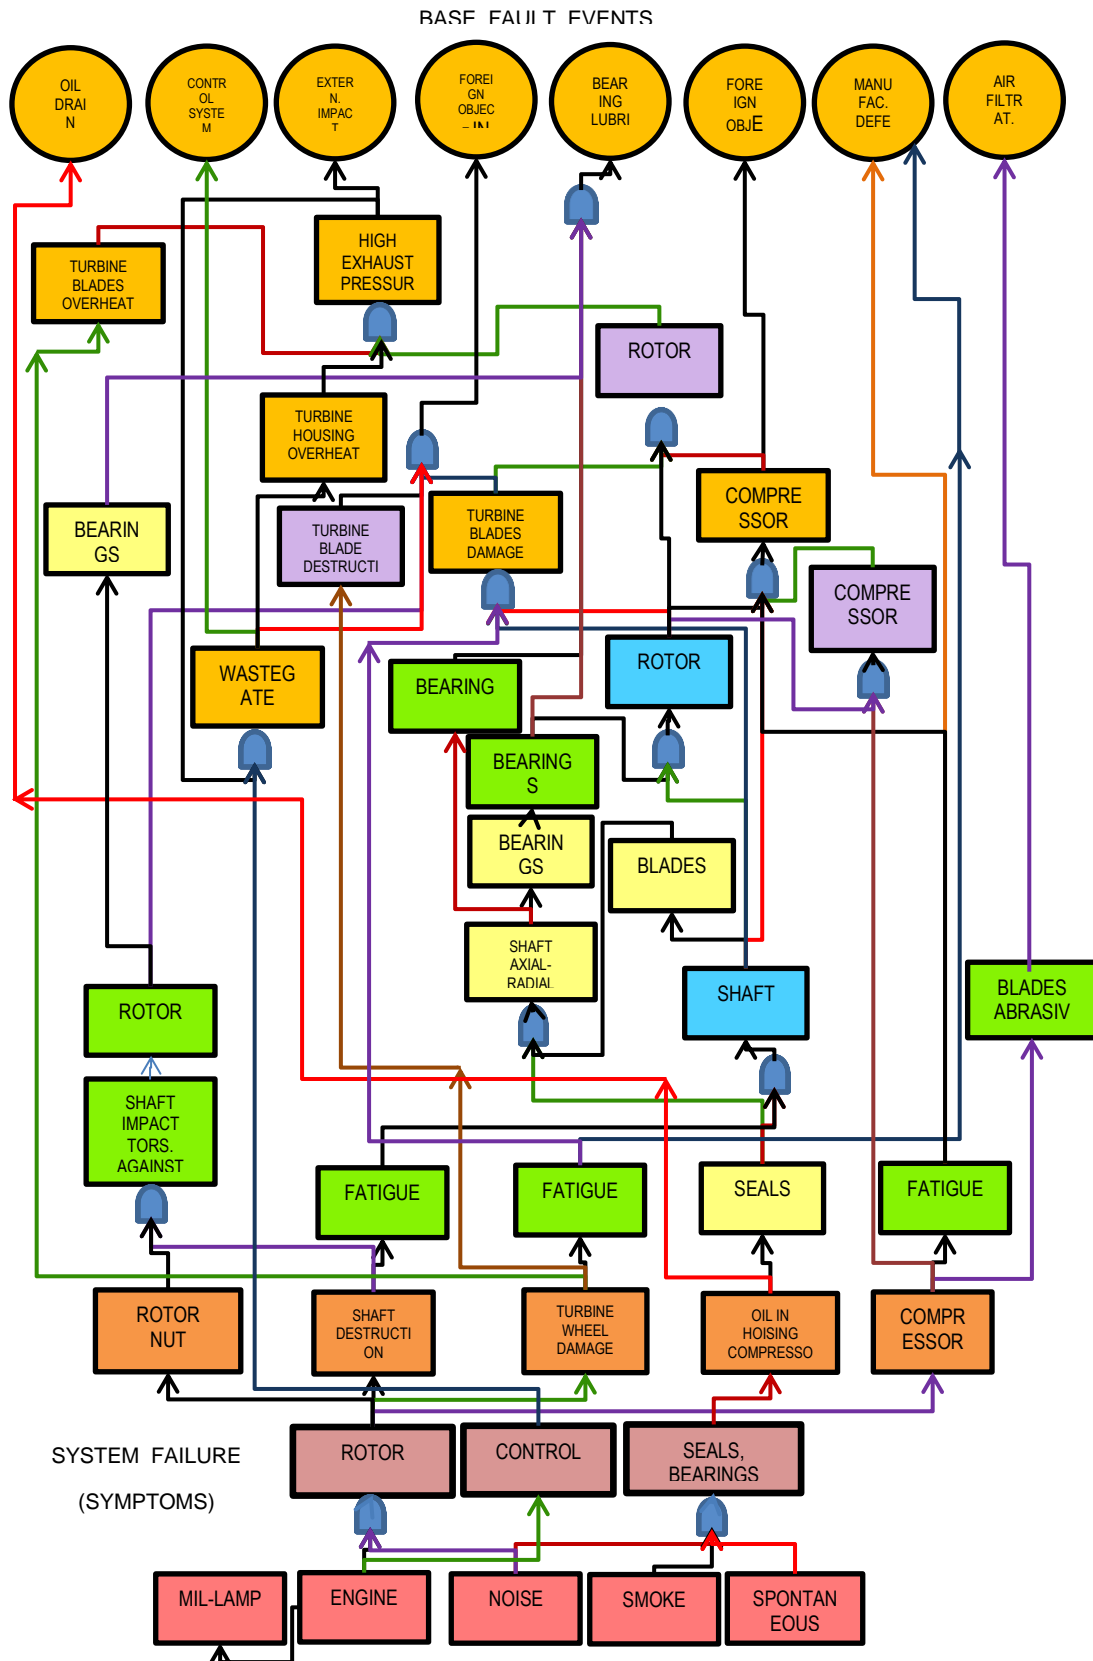 BASE FAULT EVENTS
OIL
DRAI
N
CONTR
OL
SYSTE
M
EXTER
N.
IMPAC
T
FOREI
GN
OBJEC
- IN
BEAR
ING
LUBRI
FORE
IGN
OBJE
MANU
FAC.
DEFE
AIR
FILTR
AT.
HIGH
EXHAUST
PRESSUR
TURBINE
BLADES
OVERHEAT
ROTOR
TURBINE
HOUSING
OVERHEAT
COMPRE
SSOR
BEARIN
GS
TURBINE
BLADE
DESTRUCTI
TURBINE
BLADES
DAMAGE
COMPRE
SSOR
WASTEG
ATE
BEARING
ROTOR
BEARING
S
BEARIN
GS
BLADES
SHAFT
AXIAL-
RADIAL
SHAFT
BLADES
ABRASIV
ROTOR
SHAFT
IMPACT
TORS.
AGAINST
FATIGUE
FATIGUE
SEALS
FATIGUE
ROTOR
NUT
SHAFT
DESTRUCTI
ON
TURBINE
WHEEL
DAMAGE
OIL IN
HOISING
COMPRESSO
COMPR
ESSOR
SYSTEM FAILURE
(SYMPTOMS)
ROTOR
CONTROL
SEALS,
BEARINGS
MIL-LAMP
ENGINE
NOISE
SMOKE
SPONTAN
EOUS